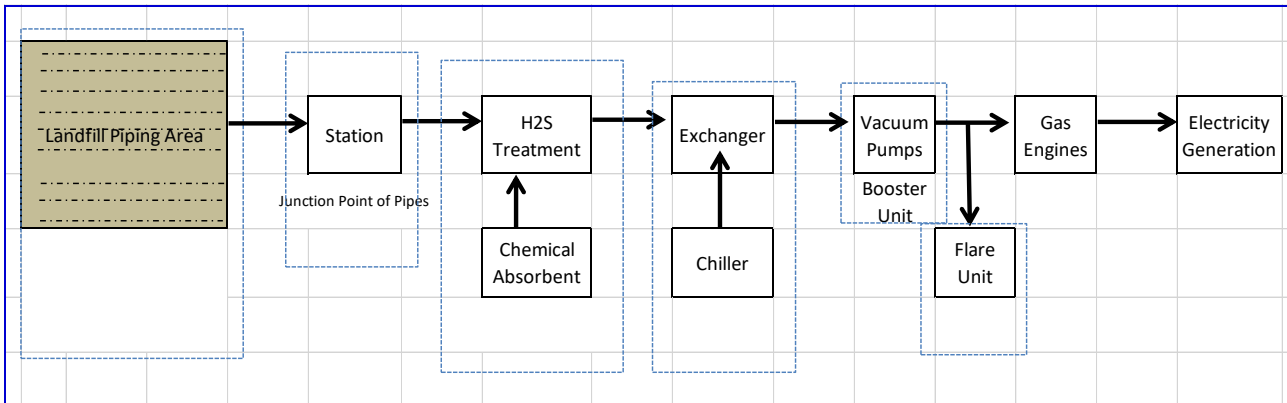 Landfill Piping Area
Station
Junction Point of Pipes
H2S
Treatment
Chemical
Absorbent
Exchanger
Chiller
Vacuum
Pumps
Booster
Unit
Flare
Unit
Gas
Engines
Electricity
Generation